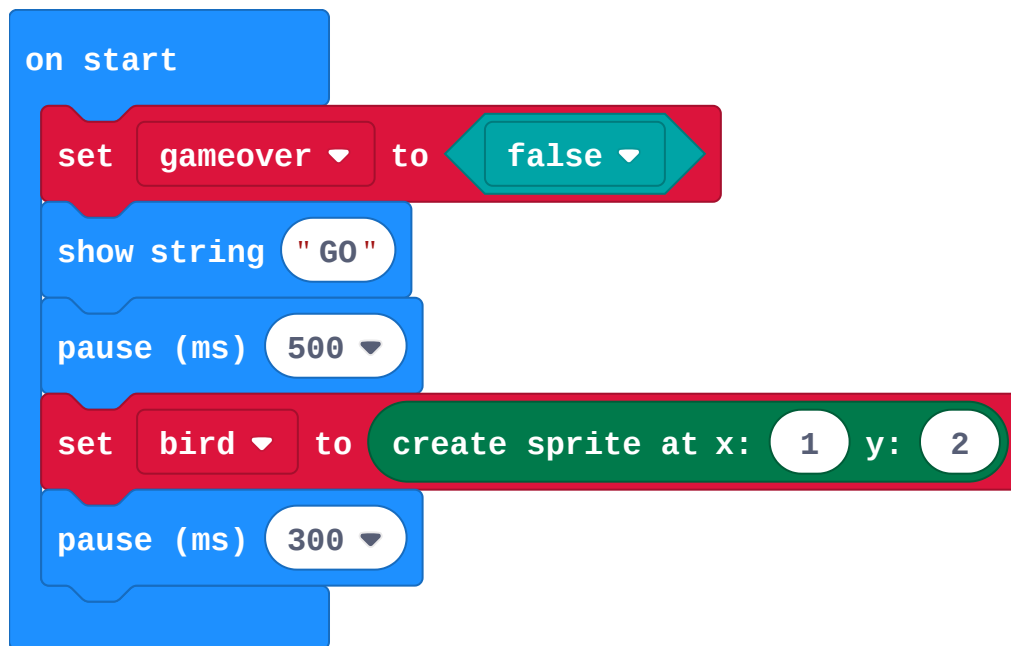 on start
set gameover to false
show string "GO"
pause (ms) 500
set bird to create sprite at x: 1 y: 2
pause (ms) 300